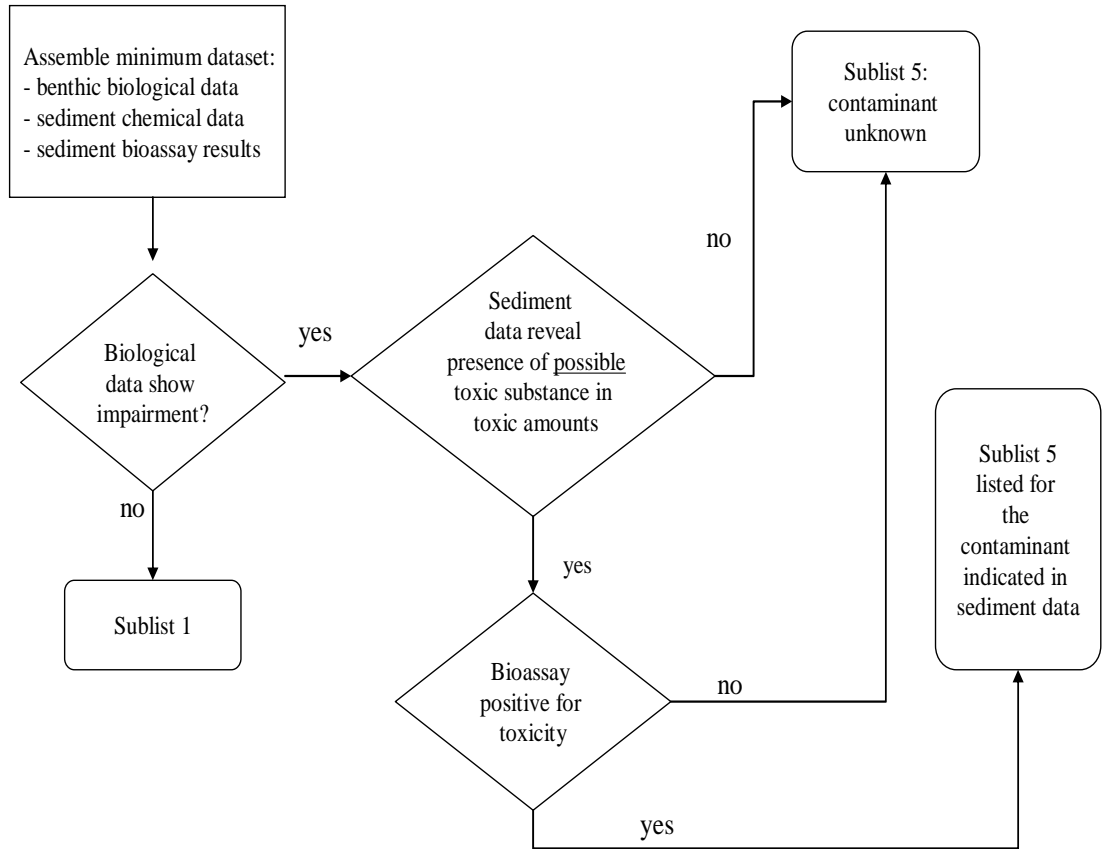 Assemble minimum dataset:
- benthic biological data
- sediment chemical data
- sediment bioassay results
Sublist 5:
contaminant
unknown
no
Sediment
data reveal
presence of possible
toxic substance in
toxic amounts
yes
Biological
data show
impairment?
no
Sublist 1
yes
Bioassay
positive for
toxicity
no
Sublist 5
listed for
the
contaminant
indicated in
sediment data
yes